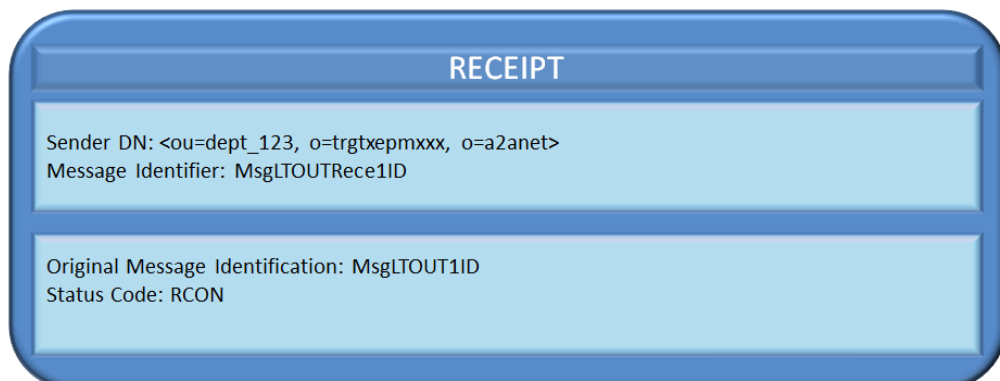 RECEIPT
Sender DN: <ou=dept_123, o=trgtxepmxxx, o=a2anet>
Message Identifier: MsgLTOUTRece1ID
Original Message Identification: MsgLTOUT1ID
Status Code: RCON